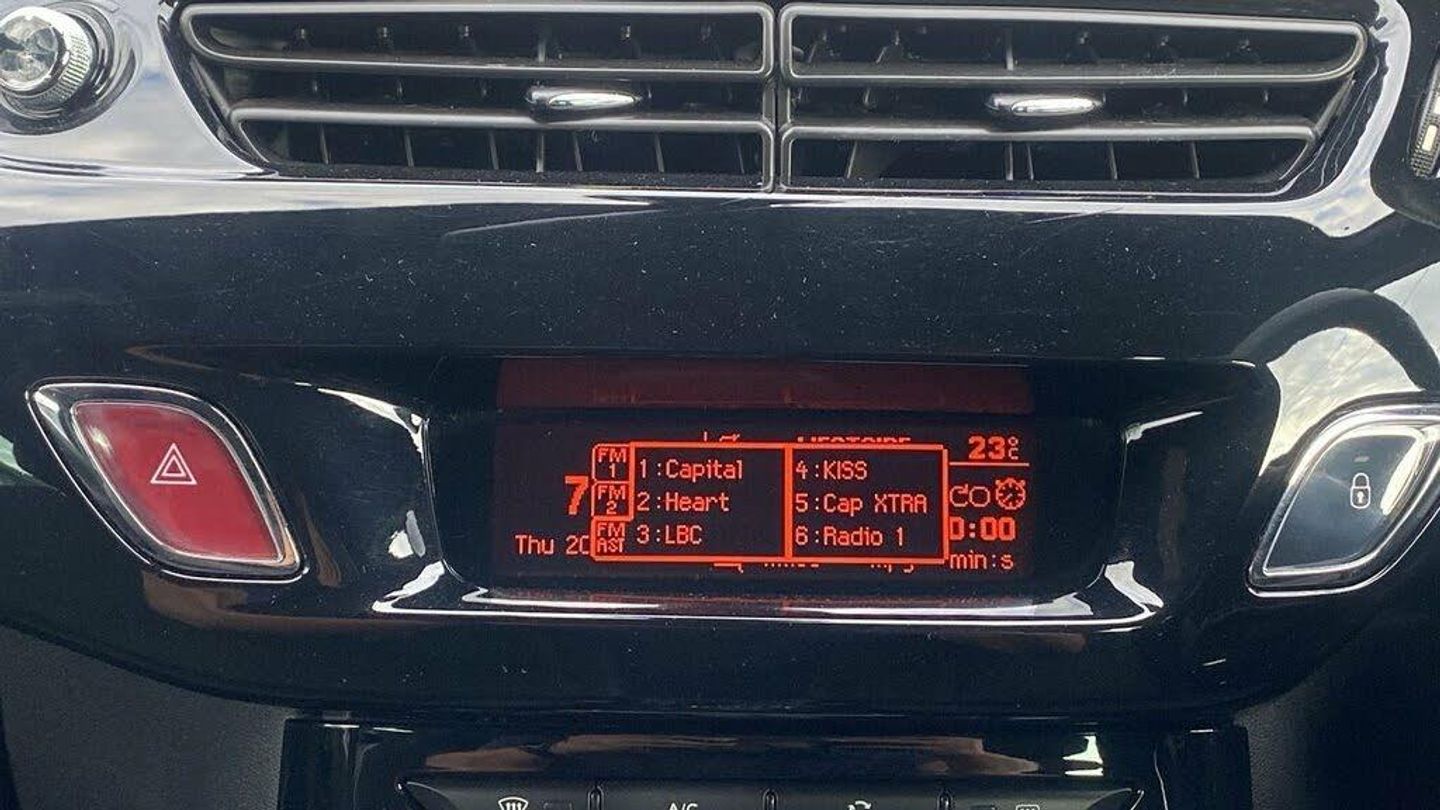 23°C
FM 1
1:Capital
4:KISS
7
FM 2
2:Heart
5:Cap XTRA
FM AST
3:LBC
6:Radio 1
0:00
Thu 20
min:s
A/C